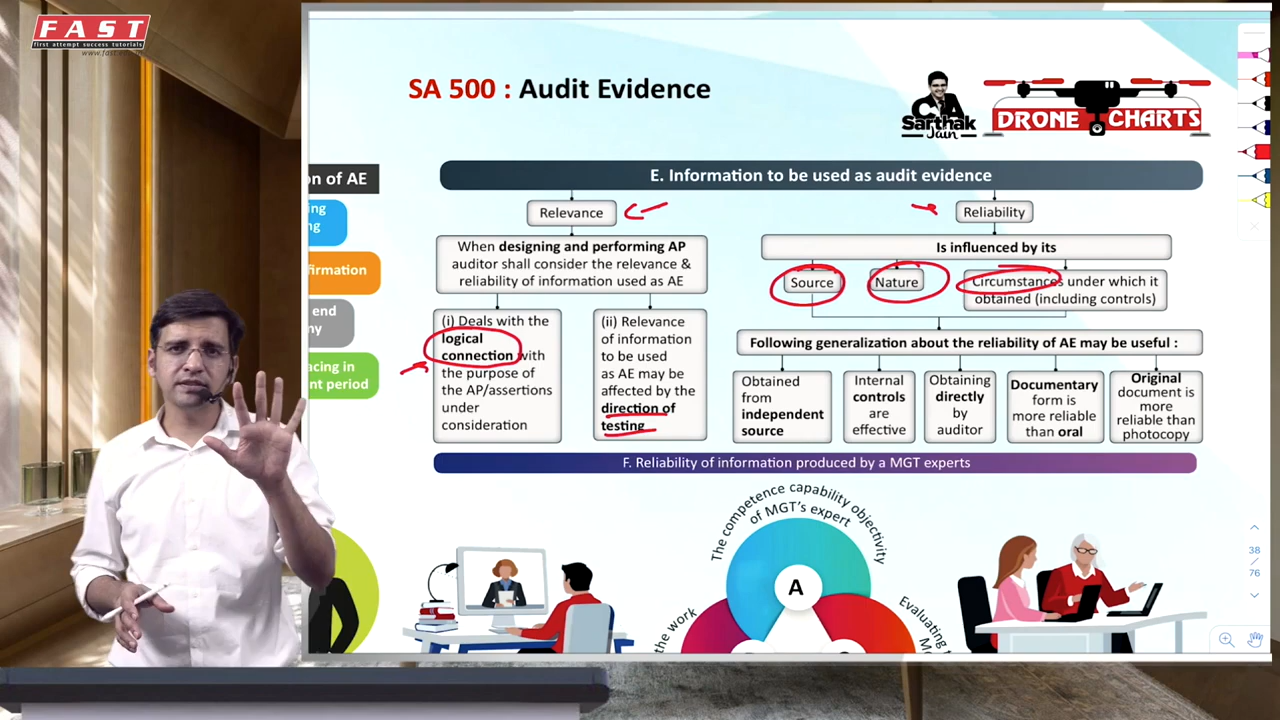 FAST
first attempt success tutorials
SA 500 : Audit Evidence
CA
Sarthak
Jain
DRONE CHARTS
on of AE
ing
ng
firmation
end
ny
acing in
nt period
E. Information to be used as audit evidence
Relevance
When designing and performing AP
auditor shall consider the relevance &
reliability of information used as AE
(i) Deals with the
logical
connection with
the purpose of
the AP/assertions
under
consideration
(ii) Relevance
of information
to be used
as AE may be
affected by the
direction of
testing
Reliability
Is influenced by its
Source
Nature
Circumstances under which it
obtained (including controls)
Following generalization about the reliability of AE may be useful :
Obtained
from
independent
source
Internal
controls
are
effective
Obtaining
directly
by
auditor
Documentary
form is
more reliable
than oral
Original
document is
more
reliable than
photocopy
F. Reliability of information produced by a MGT experts
The competence capability objectivity
of MGT's expert
A
the work
Evaluating
38
/
76